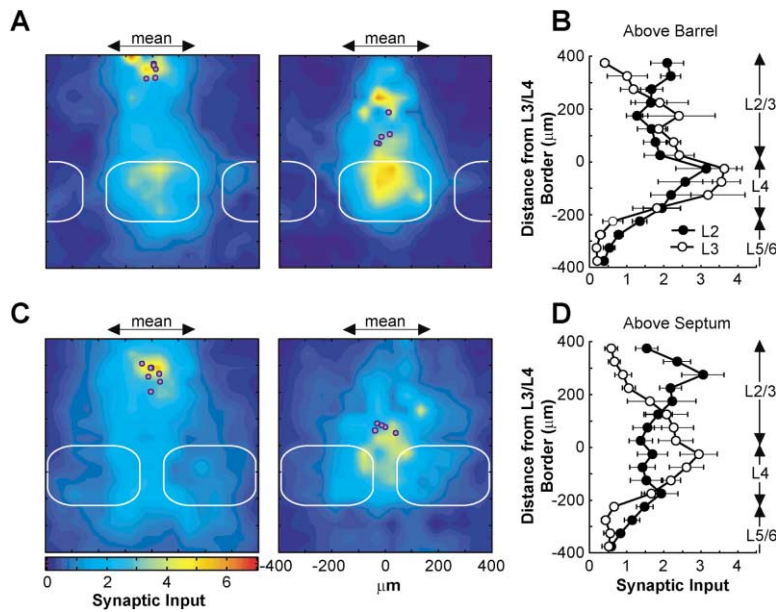 A
mean
mean
B
Above Barrel
400
200
0
-200
-400
Distance from L3/L4
Border (μm)
L2/3
L4
L5/6
L2
L3
0 1 2 3 4
C
mean
mean
D
Above Septum
400
200
0
-200
400
Distance from L3/L4
Border (μm)
L2/3
L4
L5/6
0 2 4 6
Synaptic Input
-400 -200 0 200 400
μm
0 1 2 3 4
Synaptic Input